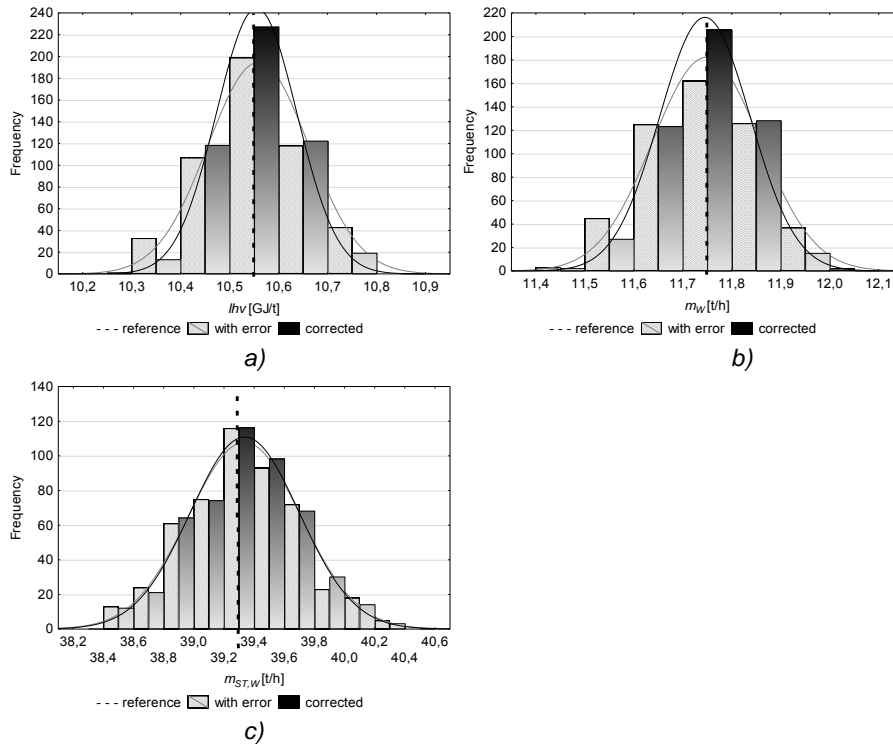 240
220
200
180
160
140
120
100
80
60
40
20
0
Frequency
10,2 10,3 10,4 10,5 10,6 10,7 10,8 10,9
lhv [GJ/t]
reference with error corrected
a)
220
200
180
160
140
120
100
80
60
40
20
0
Frequency
11,4 11,5 11,6 11,7 11,8 11,9 12,0 12,1
m_W [t/h]
reference with error corrected
b)
140
120
100
80
60
40
20
0
Frequency
38,2 38,6 39,0 39,4 39,8 40,2 40,6
38,4 38,8 39,2 39,6 40,0 40,4
m_ST,W [t/h]
reference with error corrected
c)